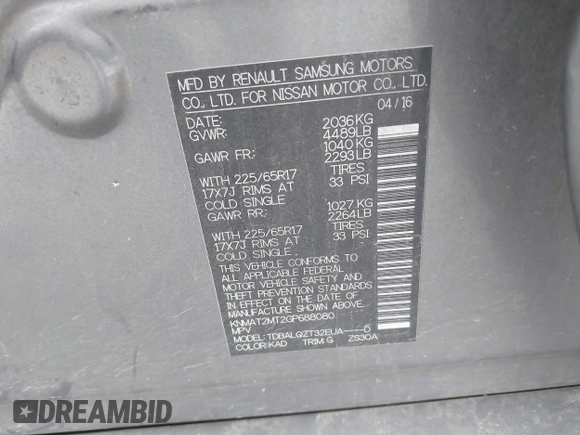 MFD BY RENAULT SAMSUNG MOTORS
CO., LTD. FOR NISSAN MOTOR CO., LTD.
04/16
DATE:
GVWR: 2036KG
4489LB
GAWR FR: 1040KG
2293LB
WITH 225/65R17 TIRES
17X7J RIMS AT 33 PSI
COLD SINGLE
GAWR RR: 1027KG
2264LB
WITH 225/65R17 TIRES
17X7J RIMS AT 33 PSI
COLD SINGLE.
THIS VEHICLE CONFORMS TO
ALL APPLICABLE FEDERAL
MOTOR VEHICLE SAFETY AND
THEFT PREVENTION STANDARDS
IN EFFECT ON THE DATE OF
MANUFACTURE
KNMAT2MT2GP688080
MPV
MODEL: TDBALQZT32EUA----D
COLOR:KAD TRIM:G ZS30A
DREAMBID